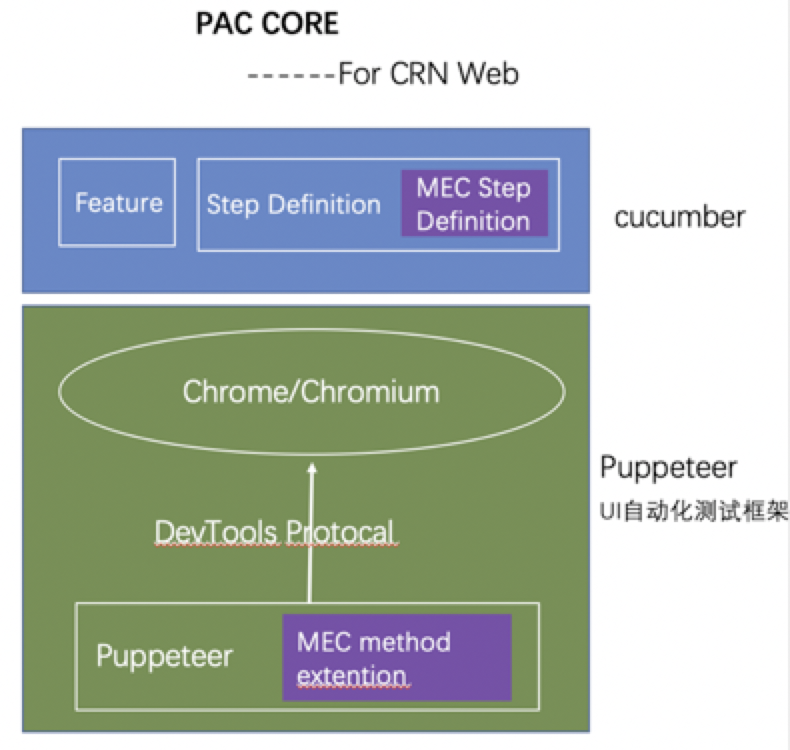 PAC CORE
------For CRN Web
Feature
Step Definition
MEC Step
Definition
cucumber
Chrome/Chromium
DevTools Protocal
Puppeteer
UI自动化测试框架
Puppeteer
MEC method
extention